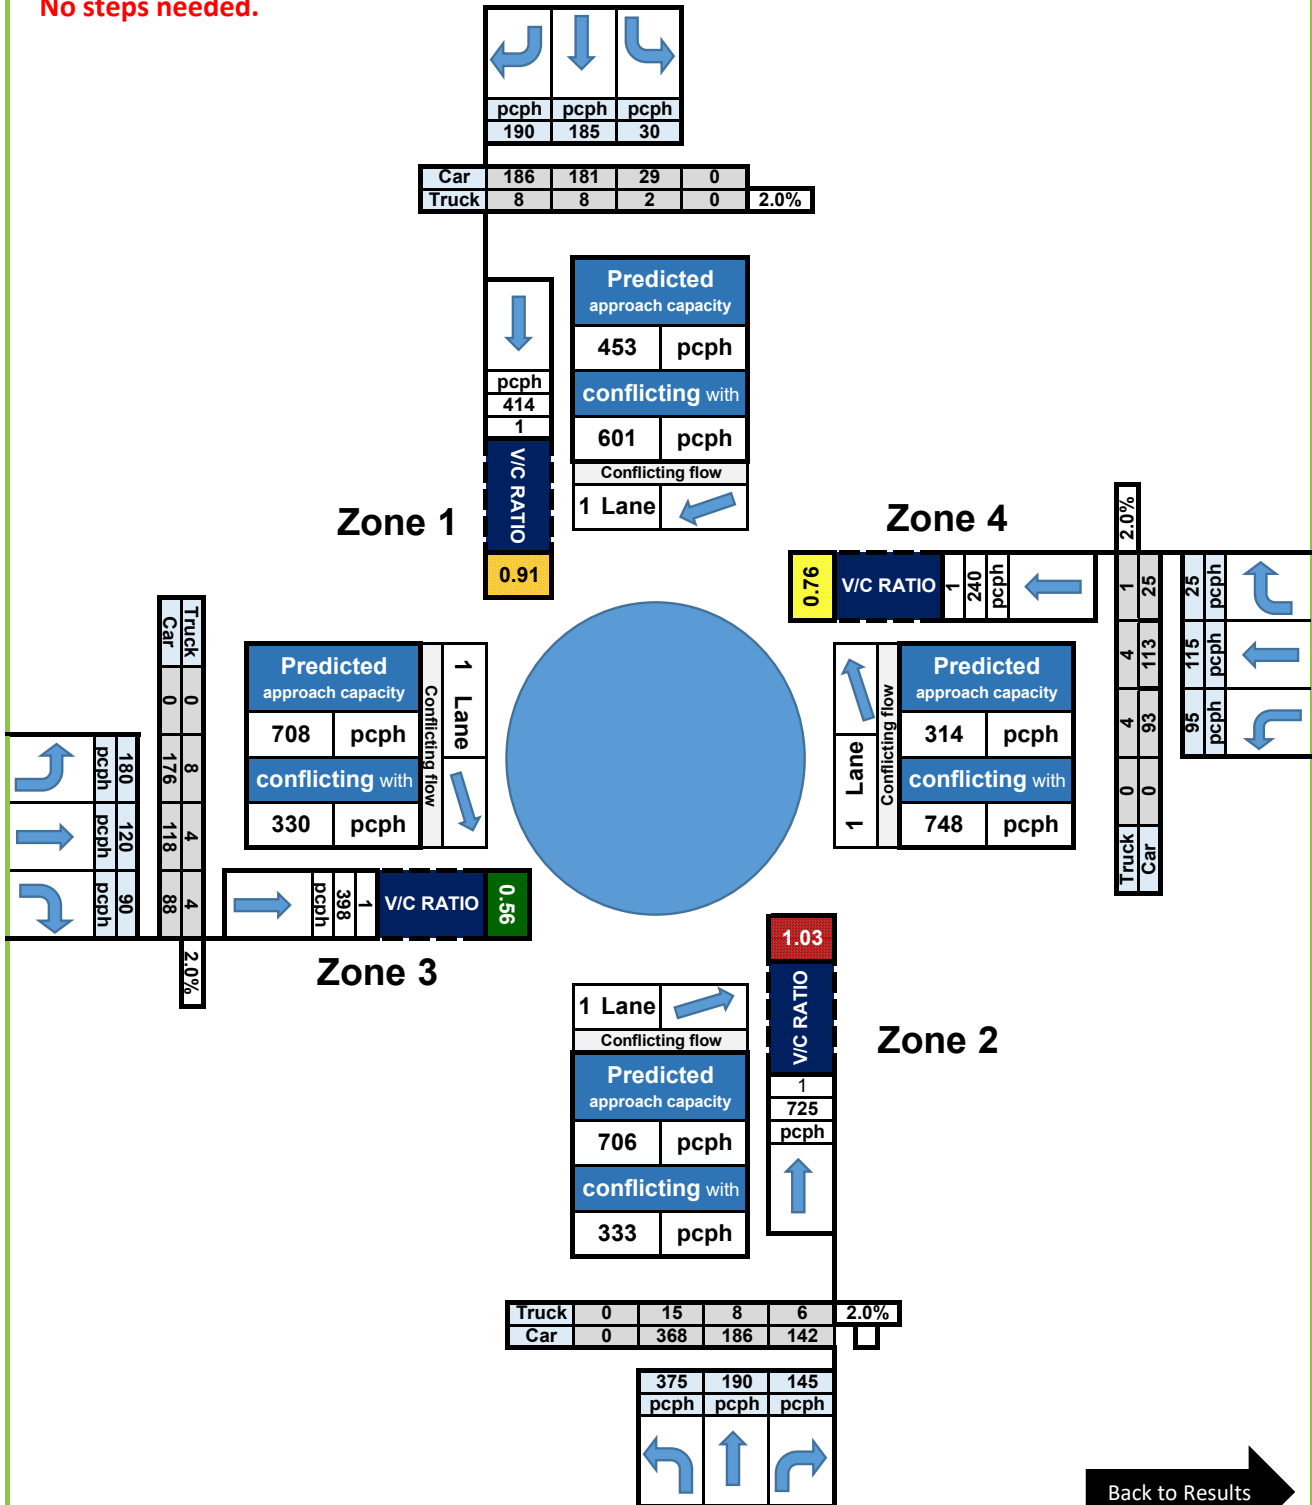 No steps needed.
pcph pcph pcph
190 185 30
Car 186 181 29 0
Truck 8 8 2 0 2.0%
Predicted
approach capacity
453 pcph
conflicting with
601 pcph
Conflicting flow
1 Lane
pcph
414
1
V/C RATIO
0.91
Zone 1
Zone 4
0.76 V/C RATIO 1 240 pcph
2.0%
1 25
4 113
4 93
0 0
Truck Car
25 pcph
115 pcph
95 pcph
Truck Car
0 0
8 176
4 118
4 88
2.0%
Predicted
approach capacity
708 pcph
conflicting with
330 pcph
Conflicting flow
1 Lane
1 Lane
Conflicting flow
Predicted
approach capacity
314 pcph
conflicting with
748 pcph
pcph 180
pcph 120
pcph 90
pcph 398 1 V/C RATIO 0.56
Zone 3
1.03
V/C RATIO
1
725
pcph
Zone 2
1 Lane
Conflicting flow
Predicted
approach capacity
706 pcph
conflicting with
333 pcph
Truck 0 15 8 6 2.0%
Car 0 368 186 142
375 190 145
pcph pcph pcph
Back to Results